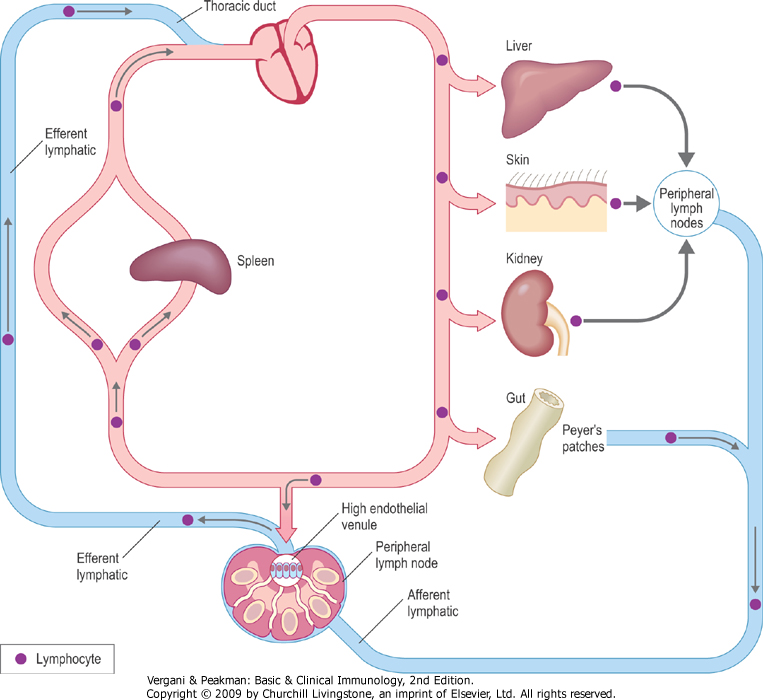 Thoracic duct
Liver
Efferent
lymphatic
Skin
Peripheral
lymph
nodes
Spleen
Kidney
Gut
Peyer's
patches
High endothelial
venule
Peripheral
lymph node
Efferent
lymphatic
Afferent
lymphatic
Lymphocyte
Vergani & Peakman: Basic & Clinical Immunology, 2nd Edition.
Copyright © 2009 by Churchill Livingstone, an imprint of Elsevier, Ltd. All rights reserved.